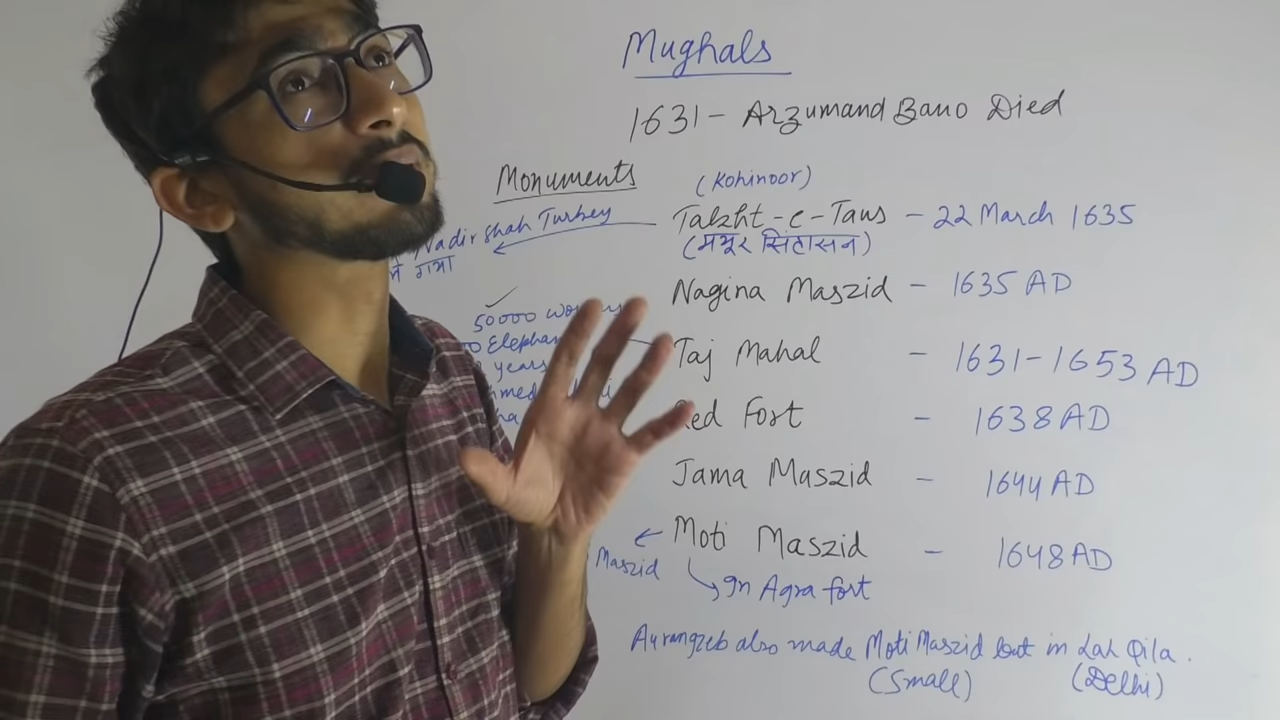 Mughals
1631 - Arzumand Bano Died
Monuments
(Kohinoor)
Takht-e-Taus - 22 March 1635
(मयूर सिंहासन)
Nadir shah Turkey
गया
Nagina Maszid - 1635 AD
50000
Taj Mahal - 1631-1653 AD
years
Fort - 1638 AD
Jama Maszid - 1644 AD
Moti Maszid - 1648 AD
Maszid
In Agra fort
Aurangzeb also made Moti Maszid but in Lal Qila.
(Small) (Delhi)